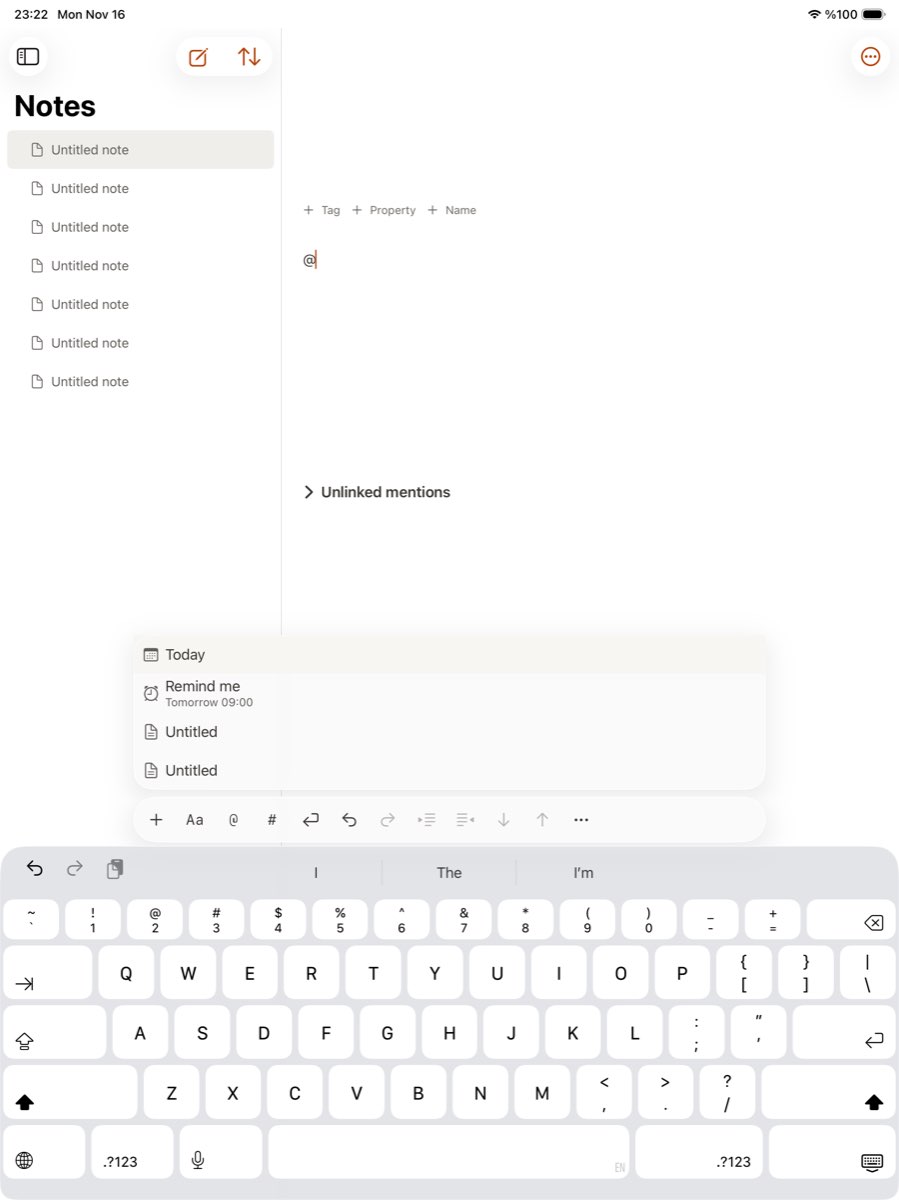 23:22 Mon Nov 16
%100
Notes
Untitled note
Untitled note
Untitled note
Untitled note
Untitled note
Untitled note
Untitled note
+ Tag + Property + Name
@
Unlinked mentions
Today
Remind me
Tomorrow 09:00
Untitled
Untitled
+ Aa @ # ...
I The I'm
~ ! @ # $ % ^ & * ( ) _ +
` 1 2 3 4 5 6 7 8 9 0 - =
Q W E R T Y U I O P { } |
[ ] \
A S D F G H J K L : "
; '
Z X C V B N M < > ?
, . /
.?123 EN .?123